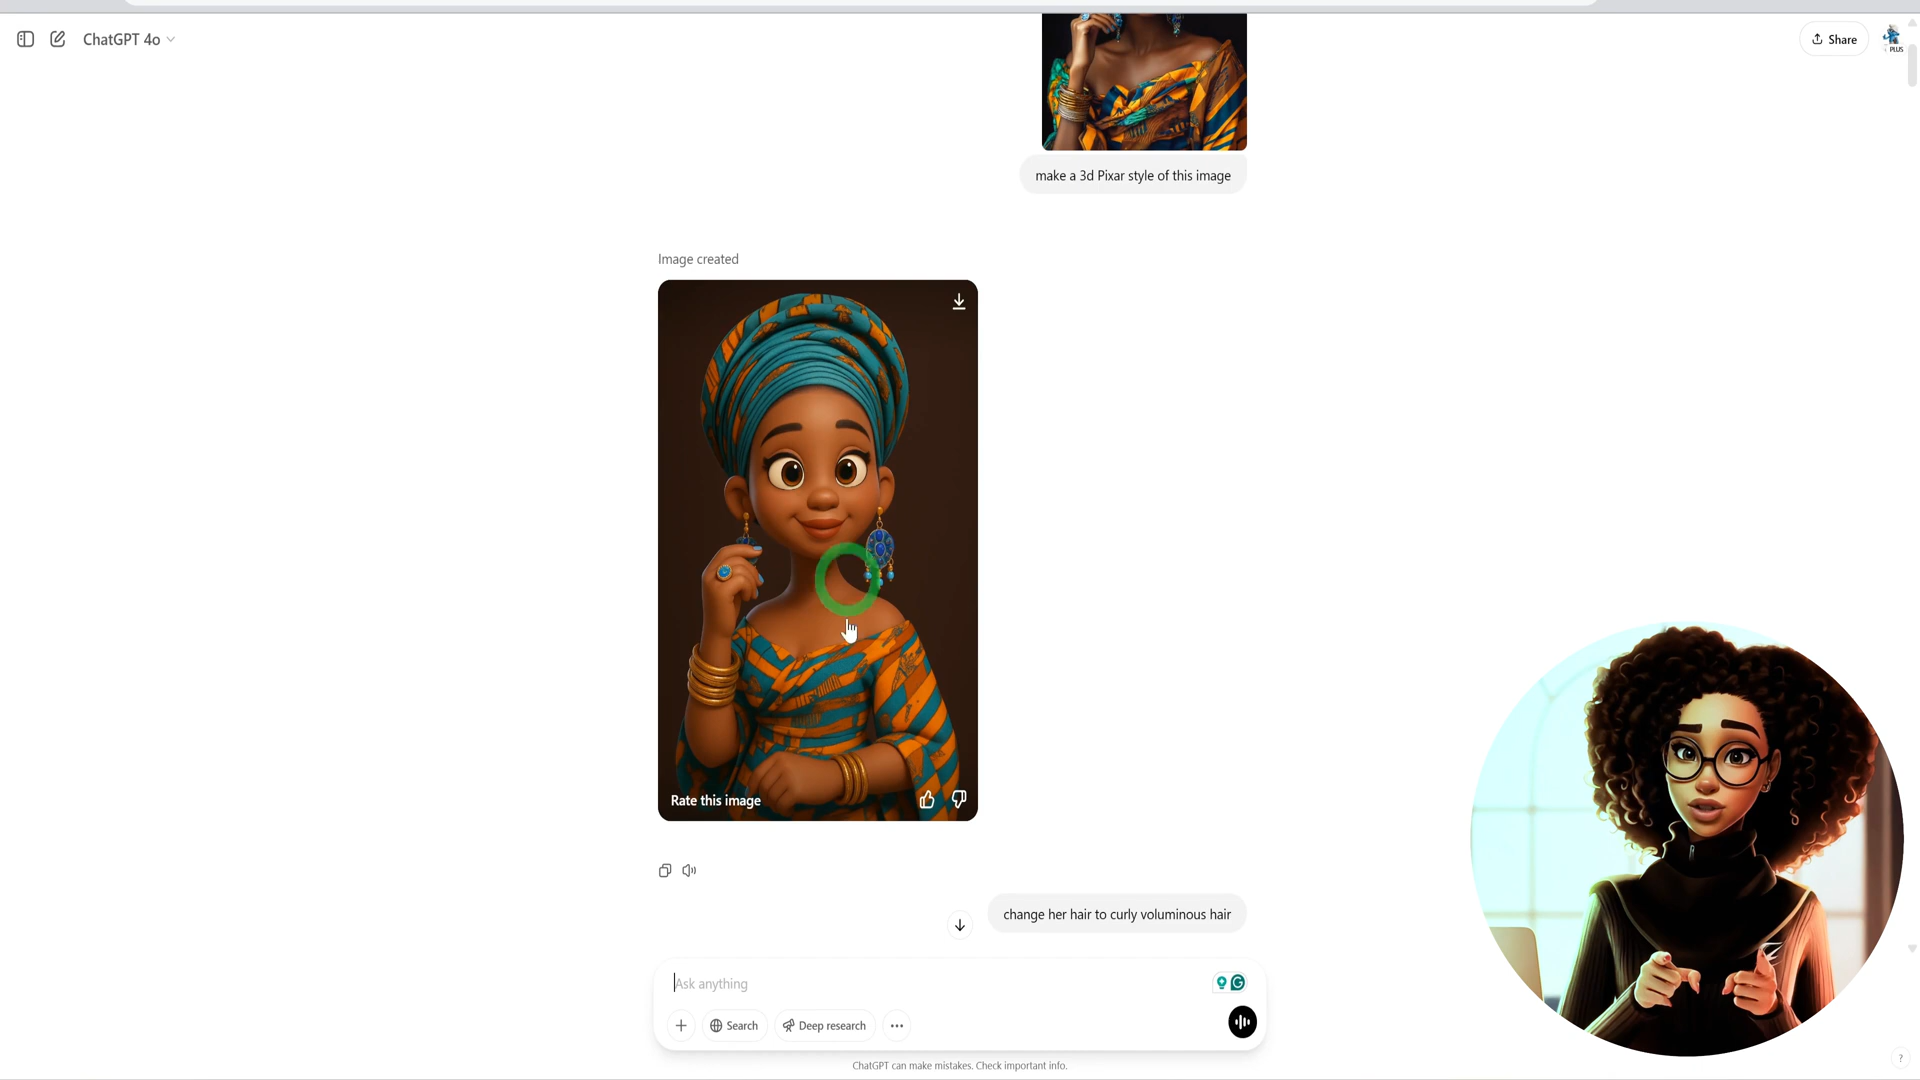 ChatGPT 4o
Share
PLUS
make a 3d Pixar style of this image
Image created
Rate this image
change her hair to curly voluminous hair
Ask anything
Search
Deep research
ChatGPT can make mistakes. Check important info.
?